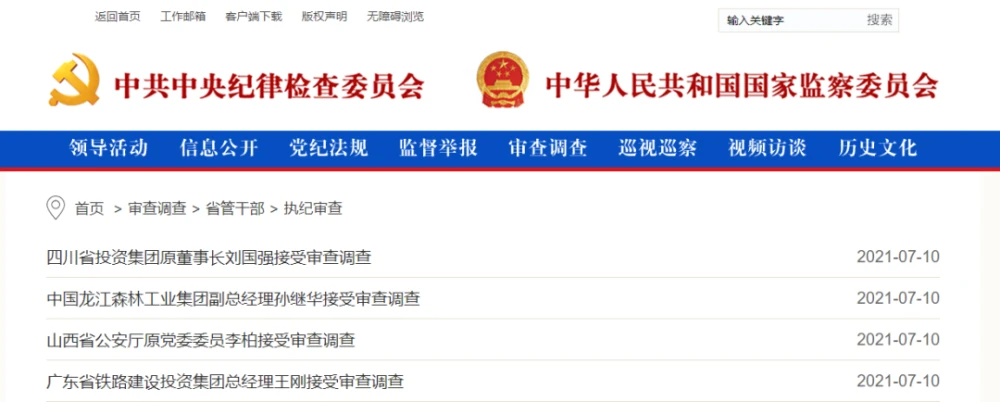 返回首页 工作邮箱 客户端下载 版权声明 无障碍浏览 输入关键字 搜索
中共中央纪律检查委员会 中华人民共和国国家监察委员会
领导活动 信息公开 党纪法规 监督举报 审查调查 巡视巡察 视频访谈 历史文化
首页 > 审查调查 > 省管干部 > 执纪审查
四川省投资集团原董事长刘国强接受审查调查 2021-07-10
中国龙江森林工业集团副总经理孙继华接受审查调查 2021-07-10
山西省公安厅原党委委员李柏接受审查调查 2021-07-10
广东省铁路建设投资集团总经理王刚接受审查调查 2021-07-10